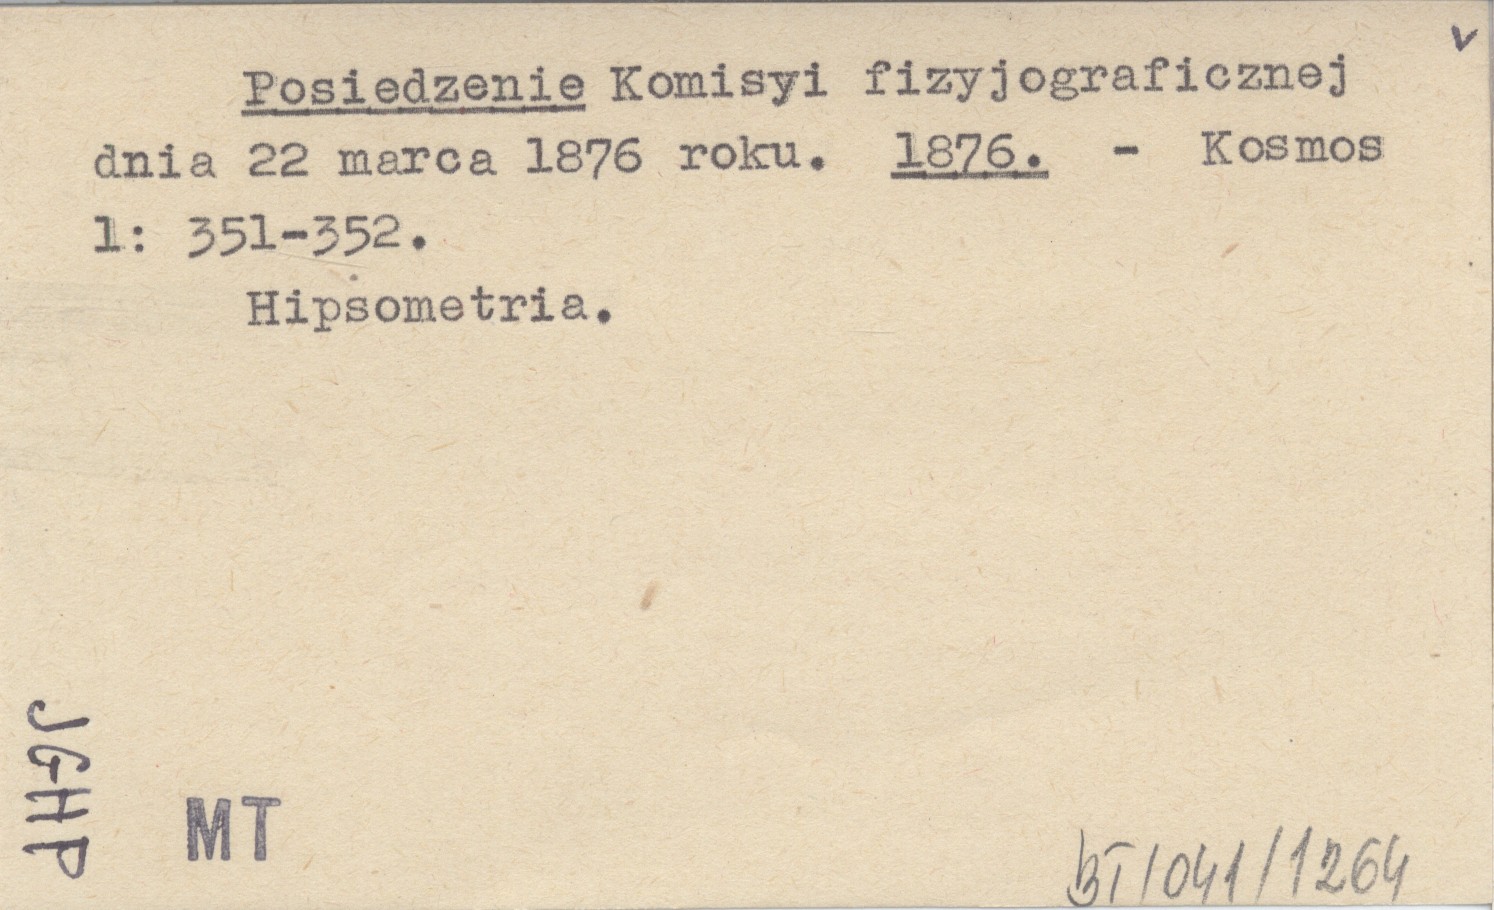 v
Posiedzenie Komisyi fizyjograficznej
dnia 22 marca 1876 roku. 1876. - Kosmos
1: 351-352.
Hipsometria.
JGHP
MT
BT/041/1264